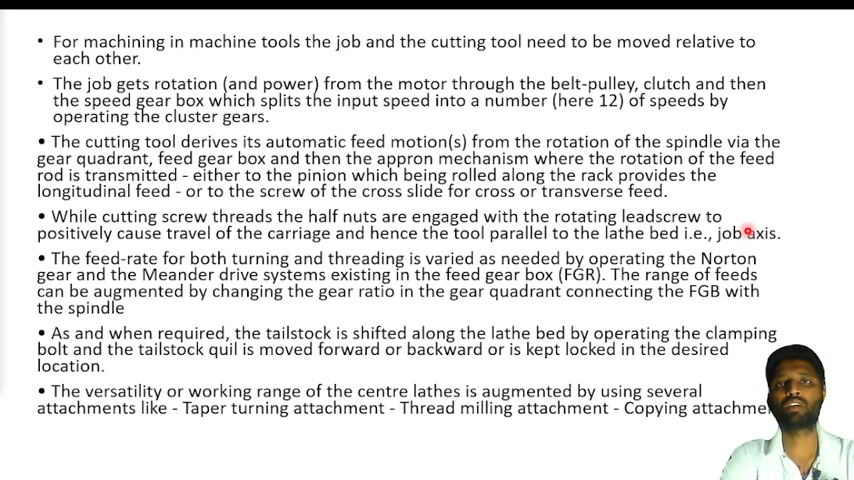 • For machining in machine tools the job and the cutting tool need to be moved relative to
each other.
• The job gets rotation (and power) from the motor through the belt-pulley, clutch and then
the speed gear box which splits the input speed into a number (here 12) of speeds by
operating the cluster gears.
• The cutting tool derives its automatic feed motion(s) from the rotation of the spindle via the
gear quadrant, feed gear box and then the appron mechanism where the rotation of the feed
rod is transmitted - either to the pinion which being rolled along the rack provides the
longitudinal feed - or to the screw of the cross slide for cross or transverse feed.
• While cutting screw threads the half nuts are engaged with the rotating leadscrew to
positively cause travel of the carriage and hence the tool parallel to the lathe bed i.e., job axis.
• The feed-rate for both turning and threading is varied as needed by operating the Norton
gear and the Meander drive systems existing in the feed gear box (FGR). The range of feeds
can be augmented by changing the gear ratio in the gear quadrant connecting the FGB with
the spindle
• As and when required, the tailstock is shifted along the lathe bed by operating the clamping
bolt and the tailstock quil is moved forward or backward or is kept locked in the desired
location.
• The versatility or working range of the centre lathes is augmented by using several
attachments like - Taper turning attachment - Thread milling attachment - Copying attachme